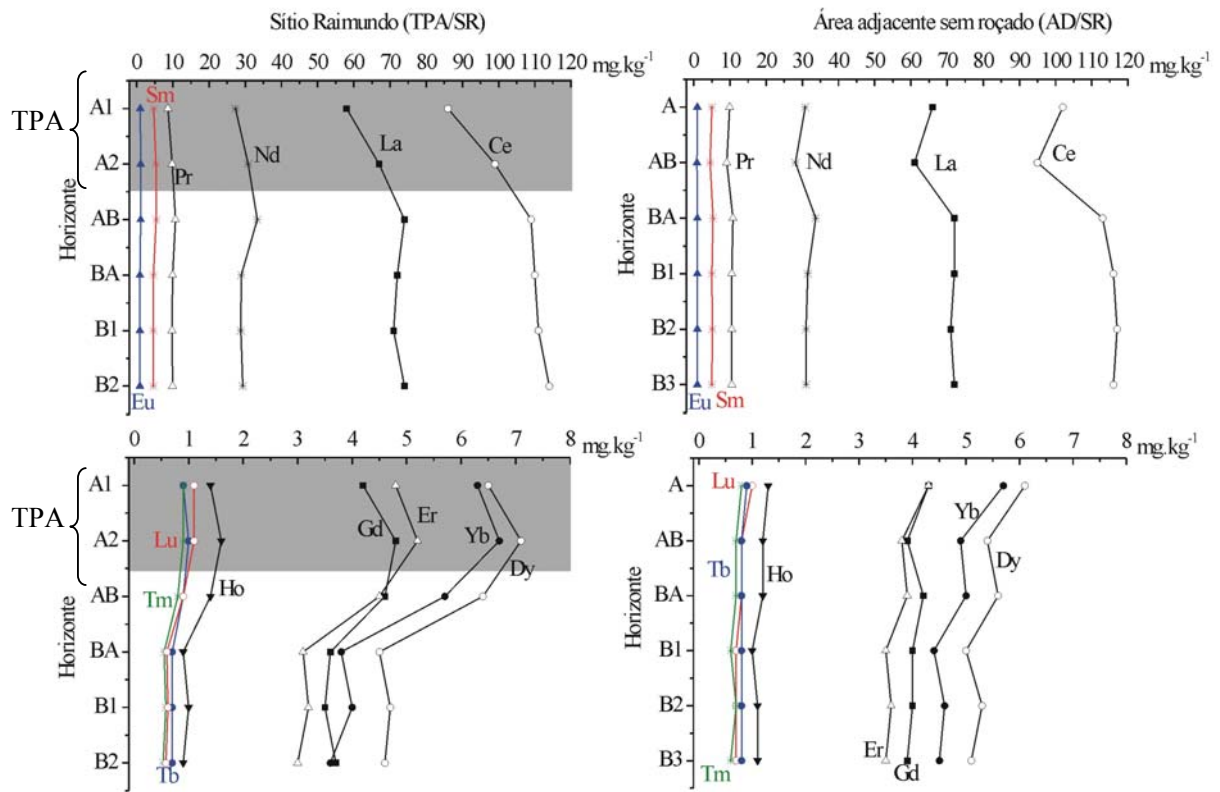 Sítio Raimundo (TPA/SR)
0 10 20 30 40 50 60 70 80 90 100 110 120 mg.kg⁻¹
TPA
Horizonte
A1
A2
AB
BA
B1
B2
Sm
Pr
Nd
La
Ce
Eu
Área adjacente sem roçado (AD/SR)
0 10 20 30 40 50 60 70 80 90 100 110 120 mg.kg⁻¹
Horizonte
A
AB
BA
B1
B2
B3
Pr
Nd
La
Ce
Eu Sm
0 1 2 3 4 5 6 7 8 mg.kg⁻¹
TPA
Horizonte
A1
A2
AB
BA
B1
B2
Lu
Tm
Ho
Gd
Er
Yb
Dy
Tb
0 1 2 3 4 5 6 7 8 mg.kg⁻¹
Horizonte
A
AB
BA
B1
B2
B3
Lu
Tb
Ho
Yb
Dy
Tm
Er
Gd